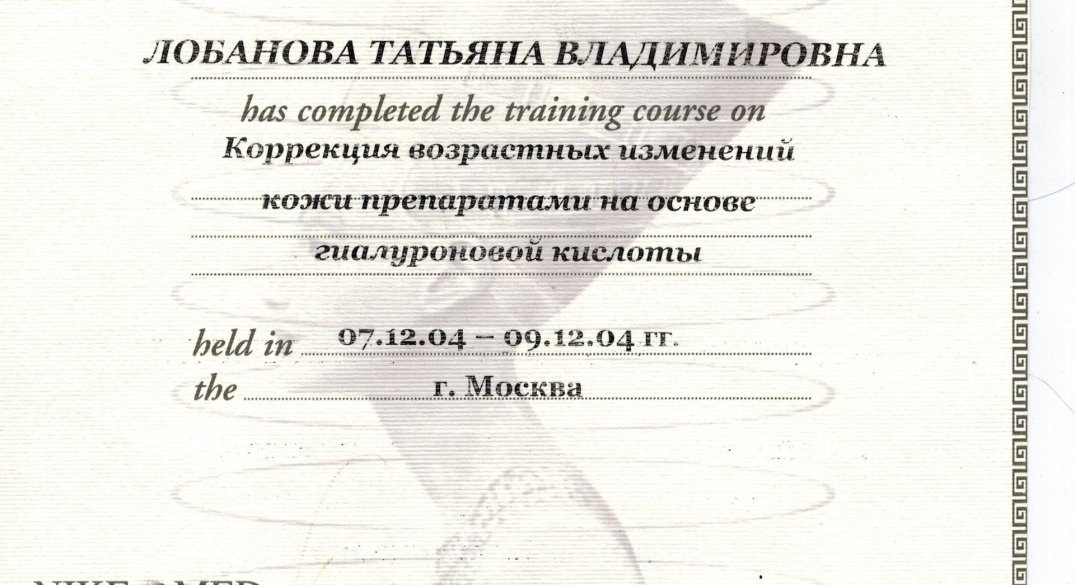 ЛОБАНОВА ТАТЬЯНА ВЛАДИМИРОВНА
has completed the training course on
Коррекция возрастных изменений
кожи препаратами на основе
гиалуроновой кислоты
held in 07.12.04 – 09.12.04 гг.
the г. Москва